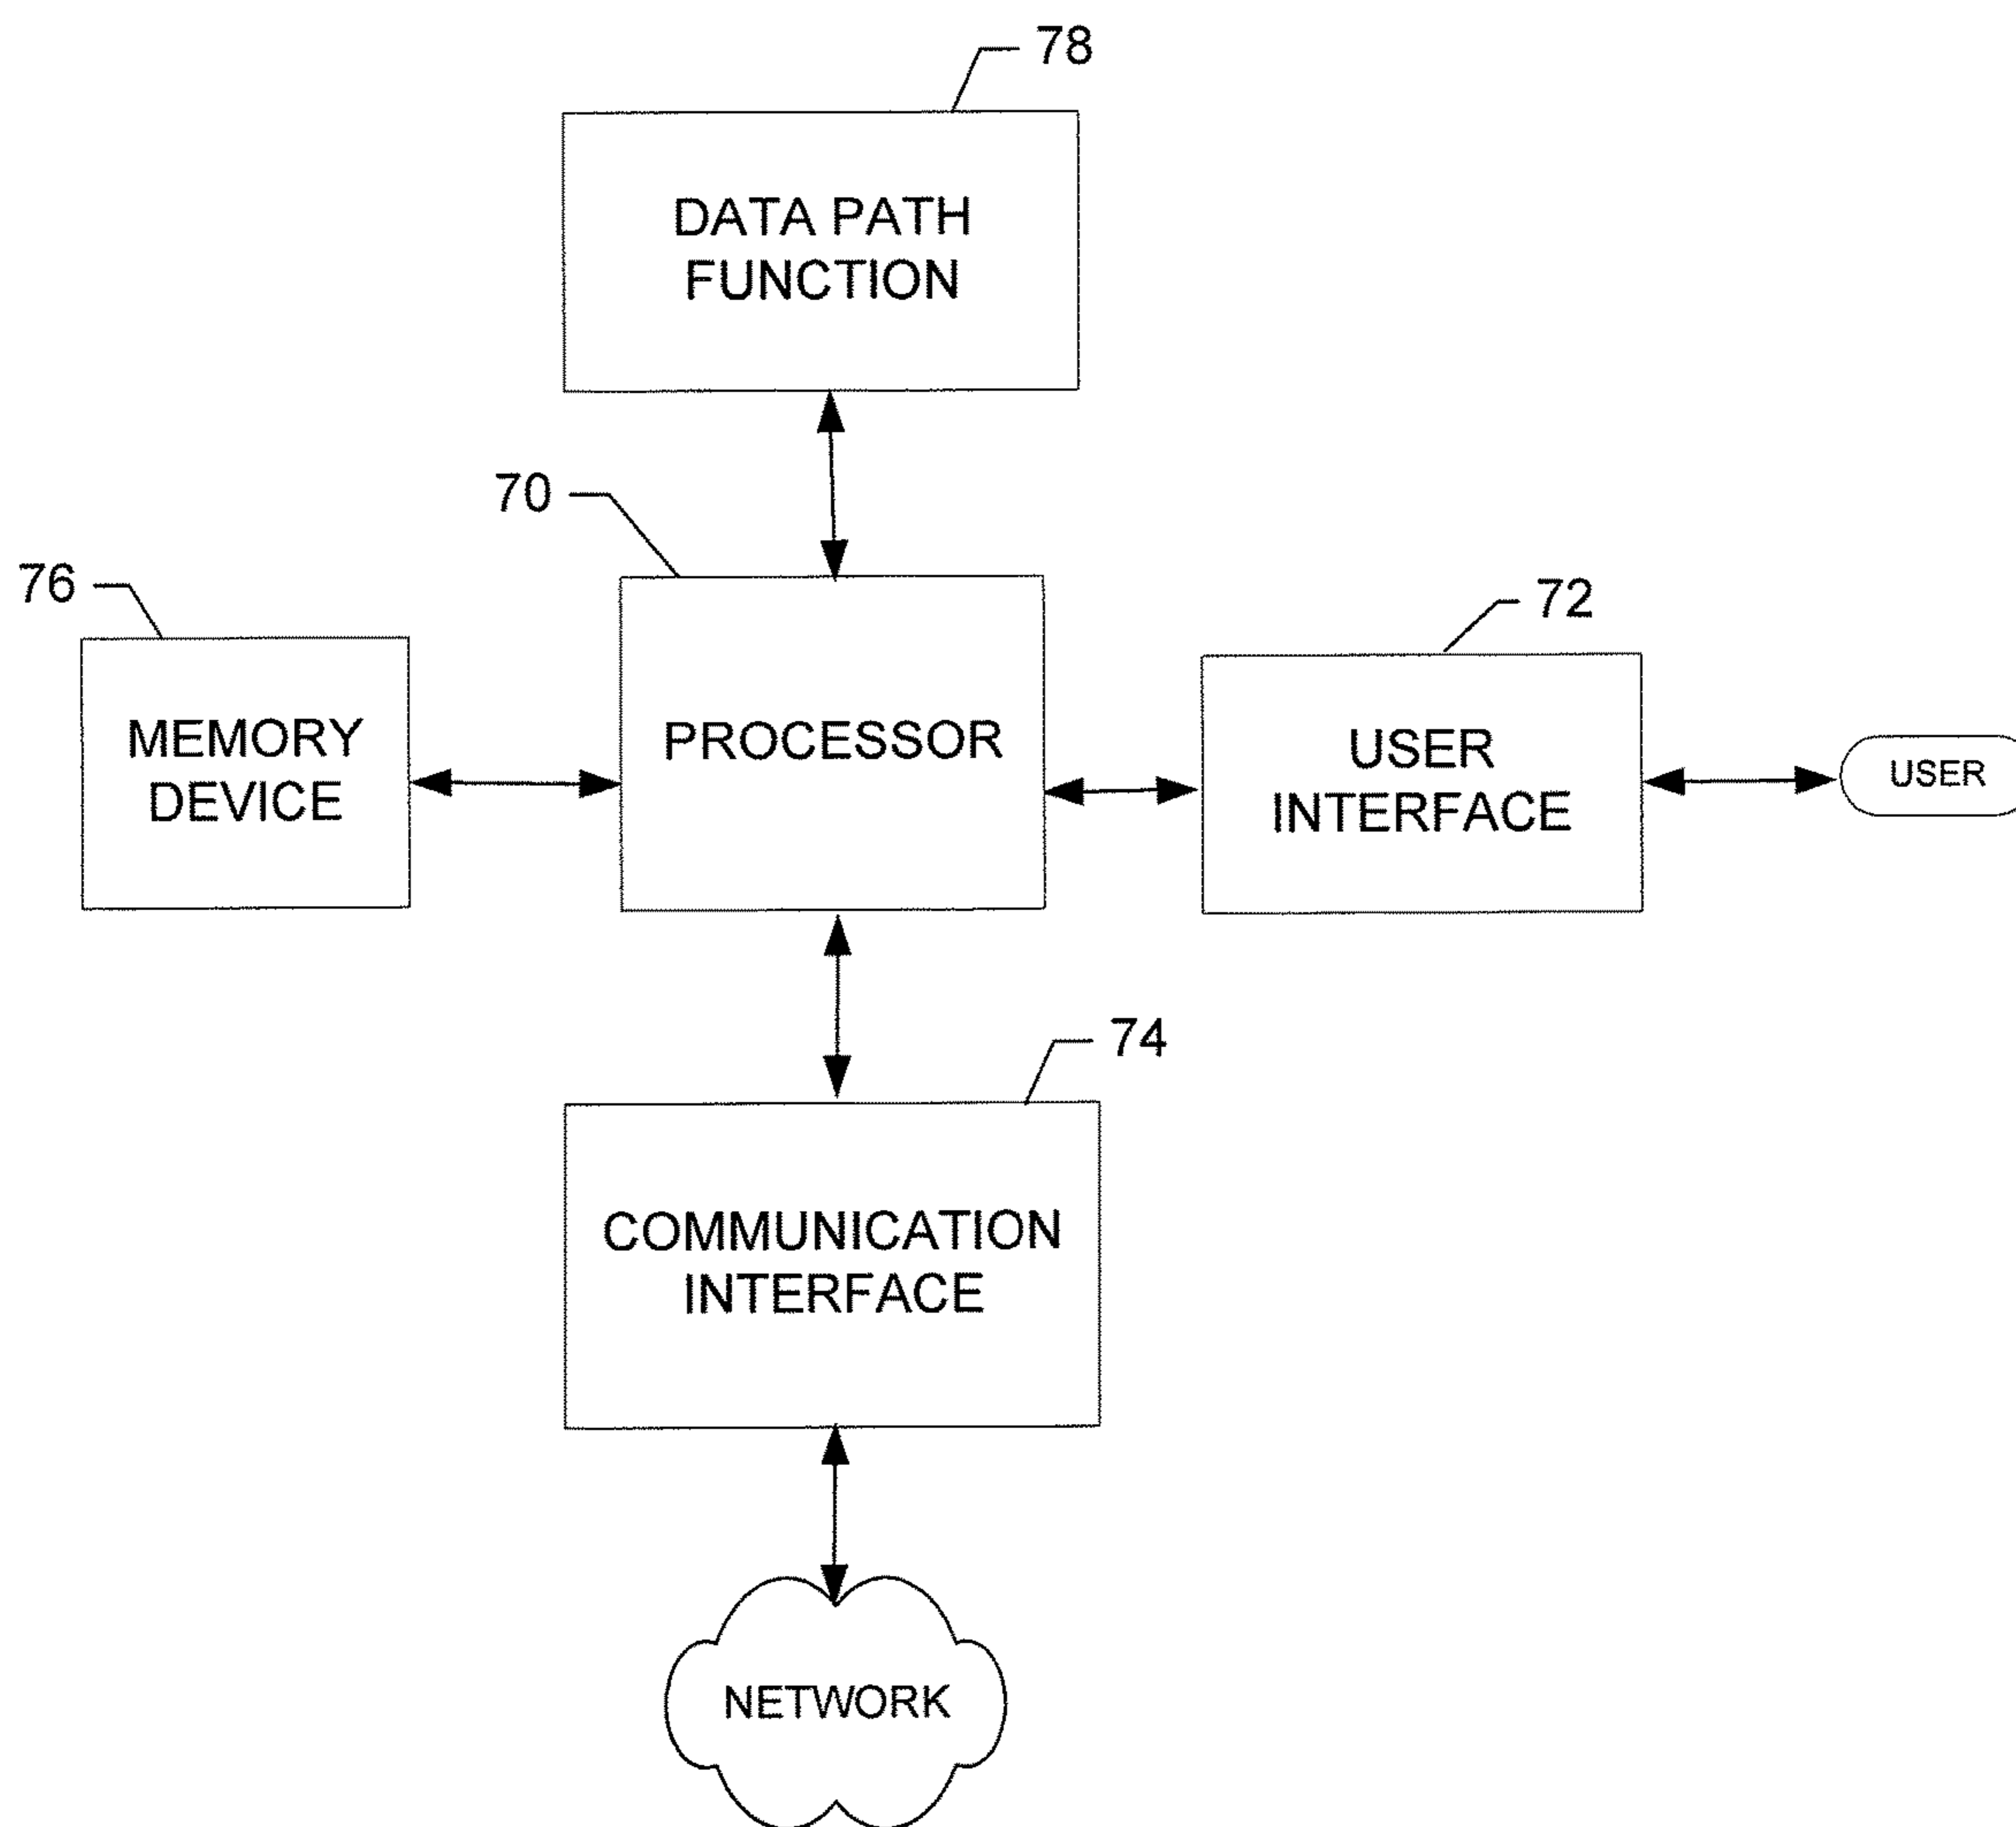 78
DATA PATH
FUNCTION
70
76
72
MEMORY
DEVICE
PROCESSOR
USER
INTERFACE
USER
74
COMMUNICATION
INTERFACE
NETWORK